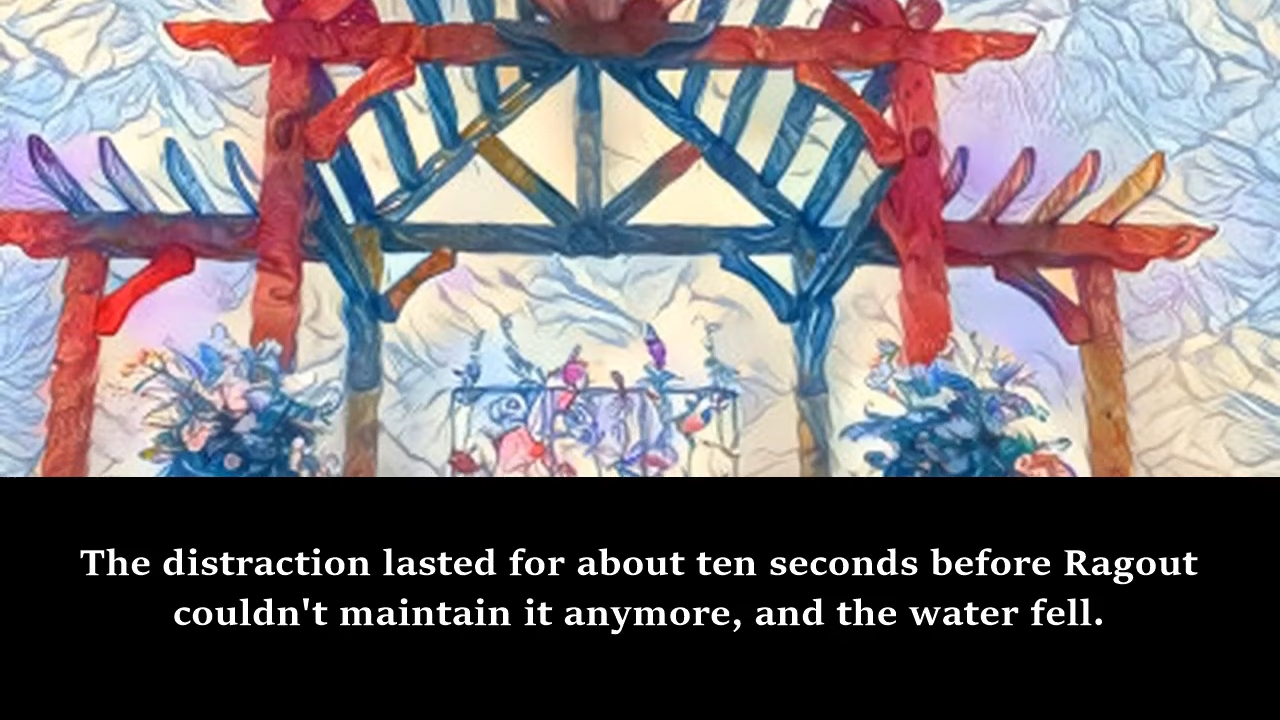 The distraction lasted for about ten seconds before Ragout
couldn't maintain it anymore, and the water fell.